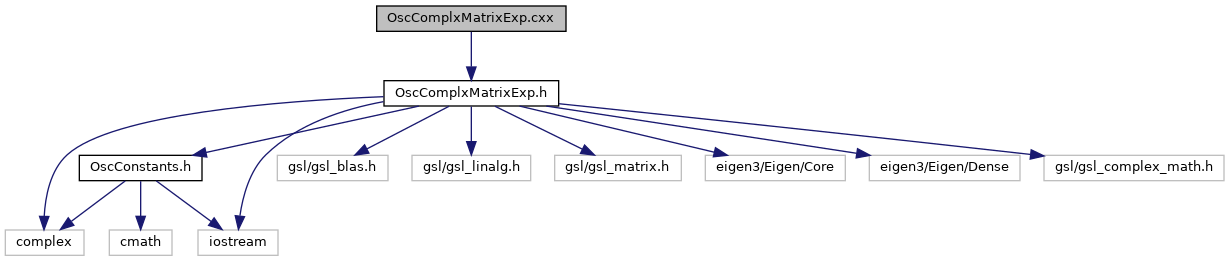 OscComplxMatrixExp.cxx
OscComplxMatrixExp.h
OscConstants.h
gsl/gsl_blas.h
gsl/gsl_linalg.h
gsl/gsl_matrix.h
eigen3/Eigen/Core
eigen3/Eigen/Dense
gsl/gsl_complex_math.h
complex
cmath
iostream